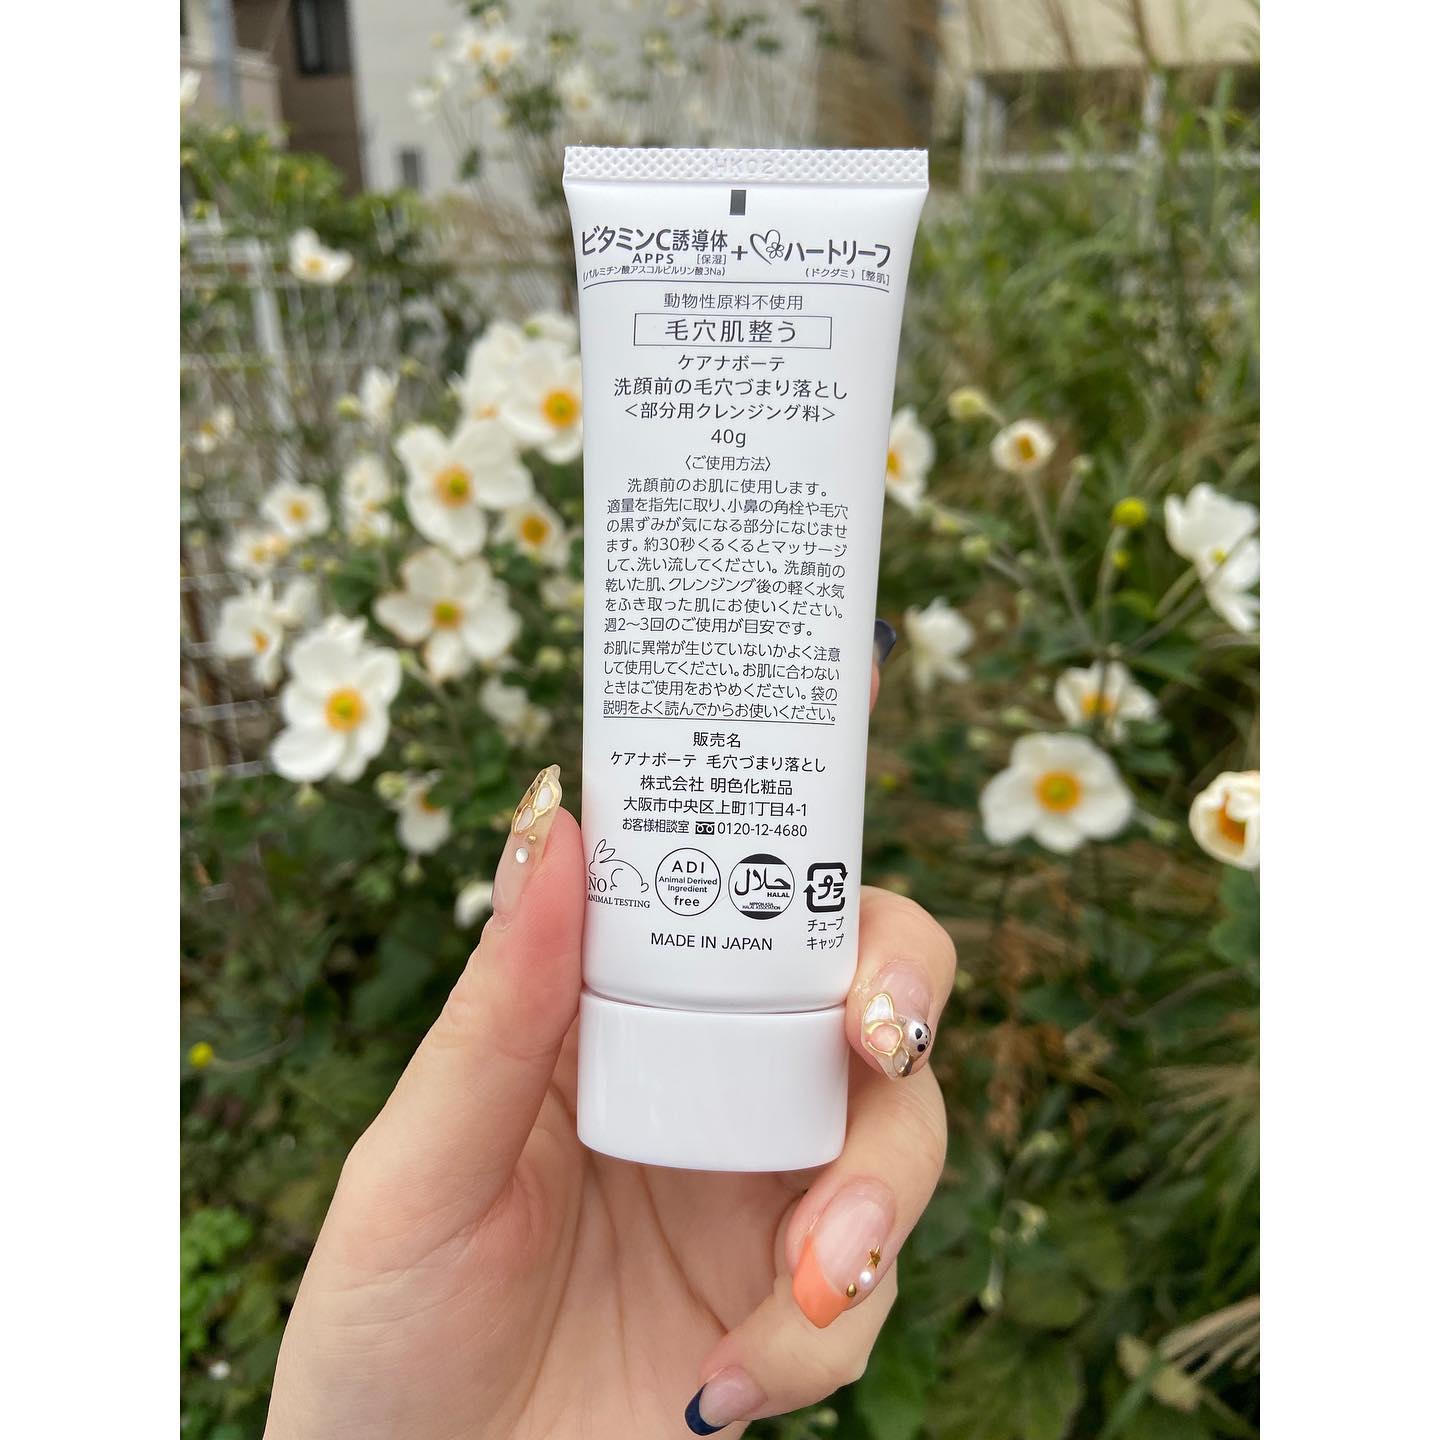 HK02
ビタミンC誘導体+ハートリーフ
APPS [保湿]
(パルミチン酸アスコルビルリン酸3Na) (ドクダミ) [整肌]
動物性原料不使用
毛穴肌整う
ケアナボーテ
洗顔前の毛穴づまり落とし
＜部分用クレンジング料＞
40g
〈ご使用方法〉
洗顔前のお肌に使用します。
適量を指先に取り、小鼻の角栓や毛穴
の黒ずみが気になる部分になじませ
ます。約30秒くるくるとマッサージ
して、洗い流してください。洗顔前の
乾いた肌、クレンジング後の軽く水気
をふき取った肌にお使いください。
週2〜3回のご使用が目安です。
お肌に異常が生じていないかよく注意
して使用してください。お肌に合わない
ときはご使用をおやめください。袋の
説明をよく読んでからお使いください。
販売名
ケアナボーテ 毛穴づまり落とし
株式会社 明色化粧品
大阪市中央区上町1丁目4-1
お客様相談室 0120-12-4680
NO
ANIMAL TESTING
ADI
Animal Derived
Ingredient
free
حلال
HALAL
NIPPON ASIA
HALAL ASSOCIATION
プラ
チューブ
キャップ
MADE IN JAPAN